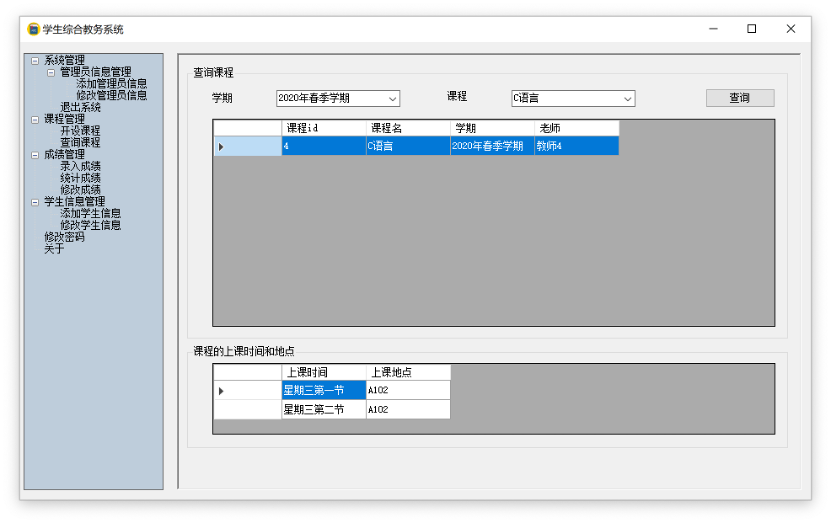 学生综合教务系统
系统管理
管理员信息管理
添加管理员信息
修改管理员信息
退出系统
课程管理
开设课程
查询课程
成绩管理
录入成绩
统计成绩
修改成绩
学生信息管理
添加学生信息
修改学生信息
修改密码
关于
查询课程
学期 2020年春季学期 课程 C语言 查询
课程id 课程名 学期 老师
4 C语言 2020年春季学期 教师4
课程的上课时间和地点
上课时间 上课地点
星期三第一节 A102
星期三第二节 A102